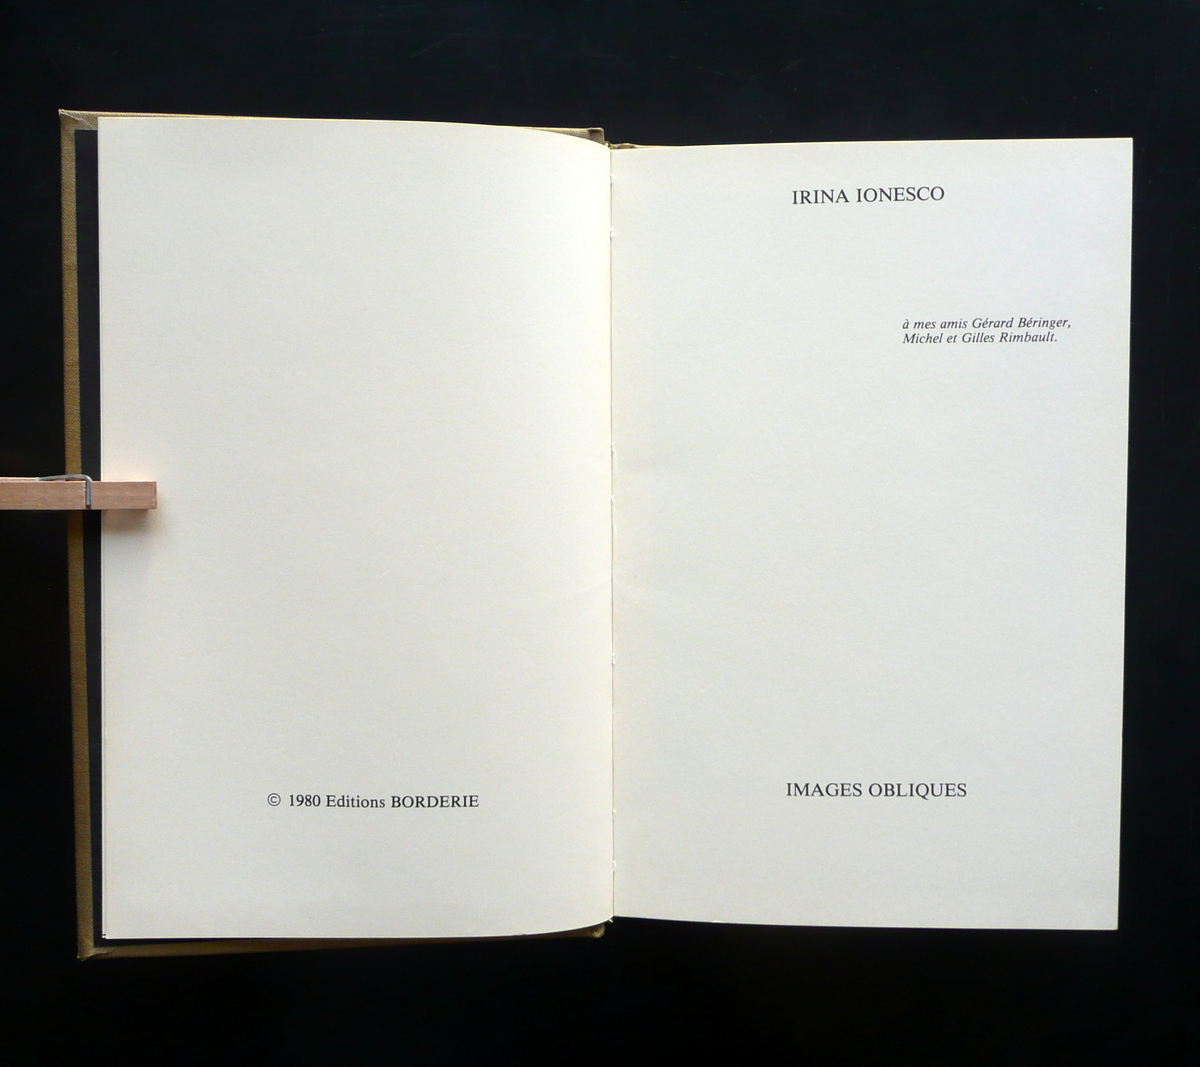 © 1980 Editions BORDERIE
IRINA IONESCO
à mes amis Gérard Béringer,
Michel et Gilles Rimbault.
IMAGES OBLIQUES